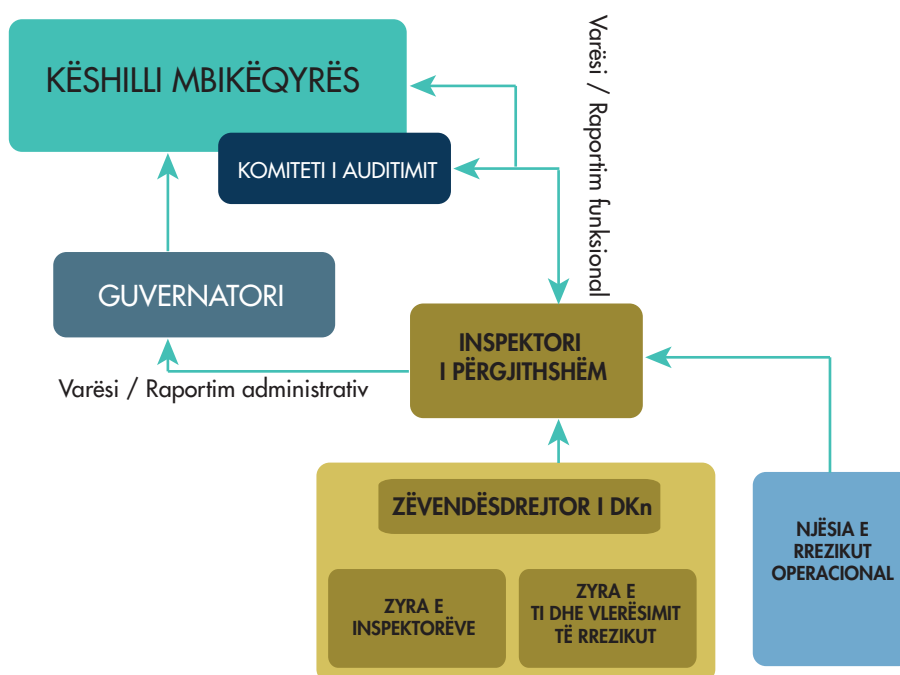 KËSHILLI MBIKËQYRËS
KOMITETI I AUDITIMIT
Varësi / Raportim funksional
GUVERNATORI
INSPEKTORI
I PËRGJITHSHËM
Varësi / Raportim administrativ
ZËVENDËSDREJTOR I DKn
ZYRA E
INSPEKTORËVE
ZYRA E
TI DHE VLERËSIMIT
TË RREZIKUT
NJËSIA E
RREZIKUT
OPERACIONAL